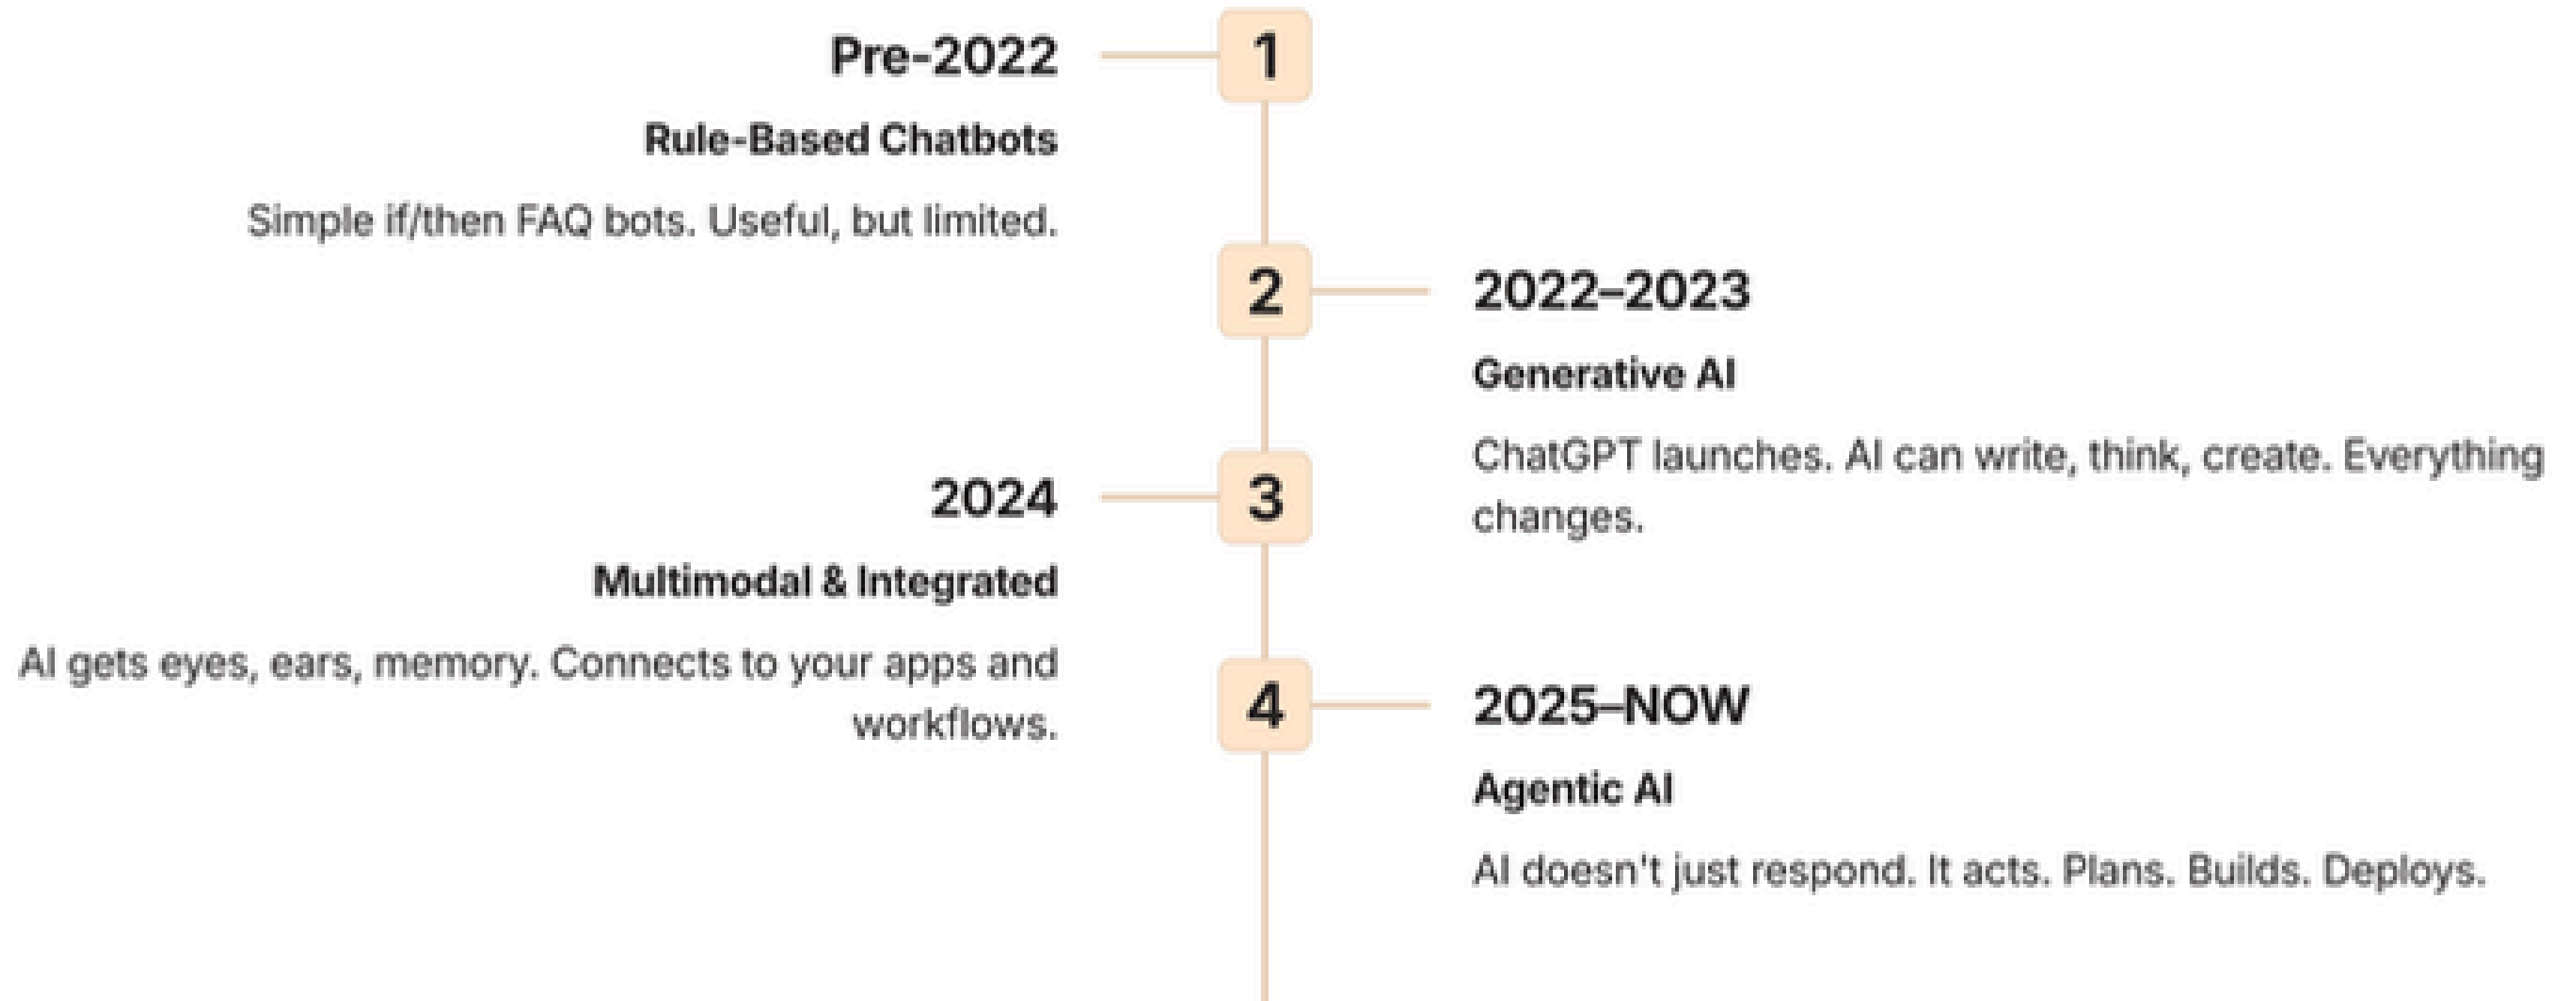 1
Pre-2022
Rule-Based Chatbots
Simple if/then FAQ bots. Useful, but limited.
2
2022–2023
Generative AI
ChatGPT launches. AI can write, think, create. Everything
changes.
3
2024
Multimodal & Integrated
AI gets eyes, ears, memory. Connects to your apps and
workflows.
4
2025–NOW
Agentic AI
AI doesn't just respond. It acts. Plans. Builds. Deploys.